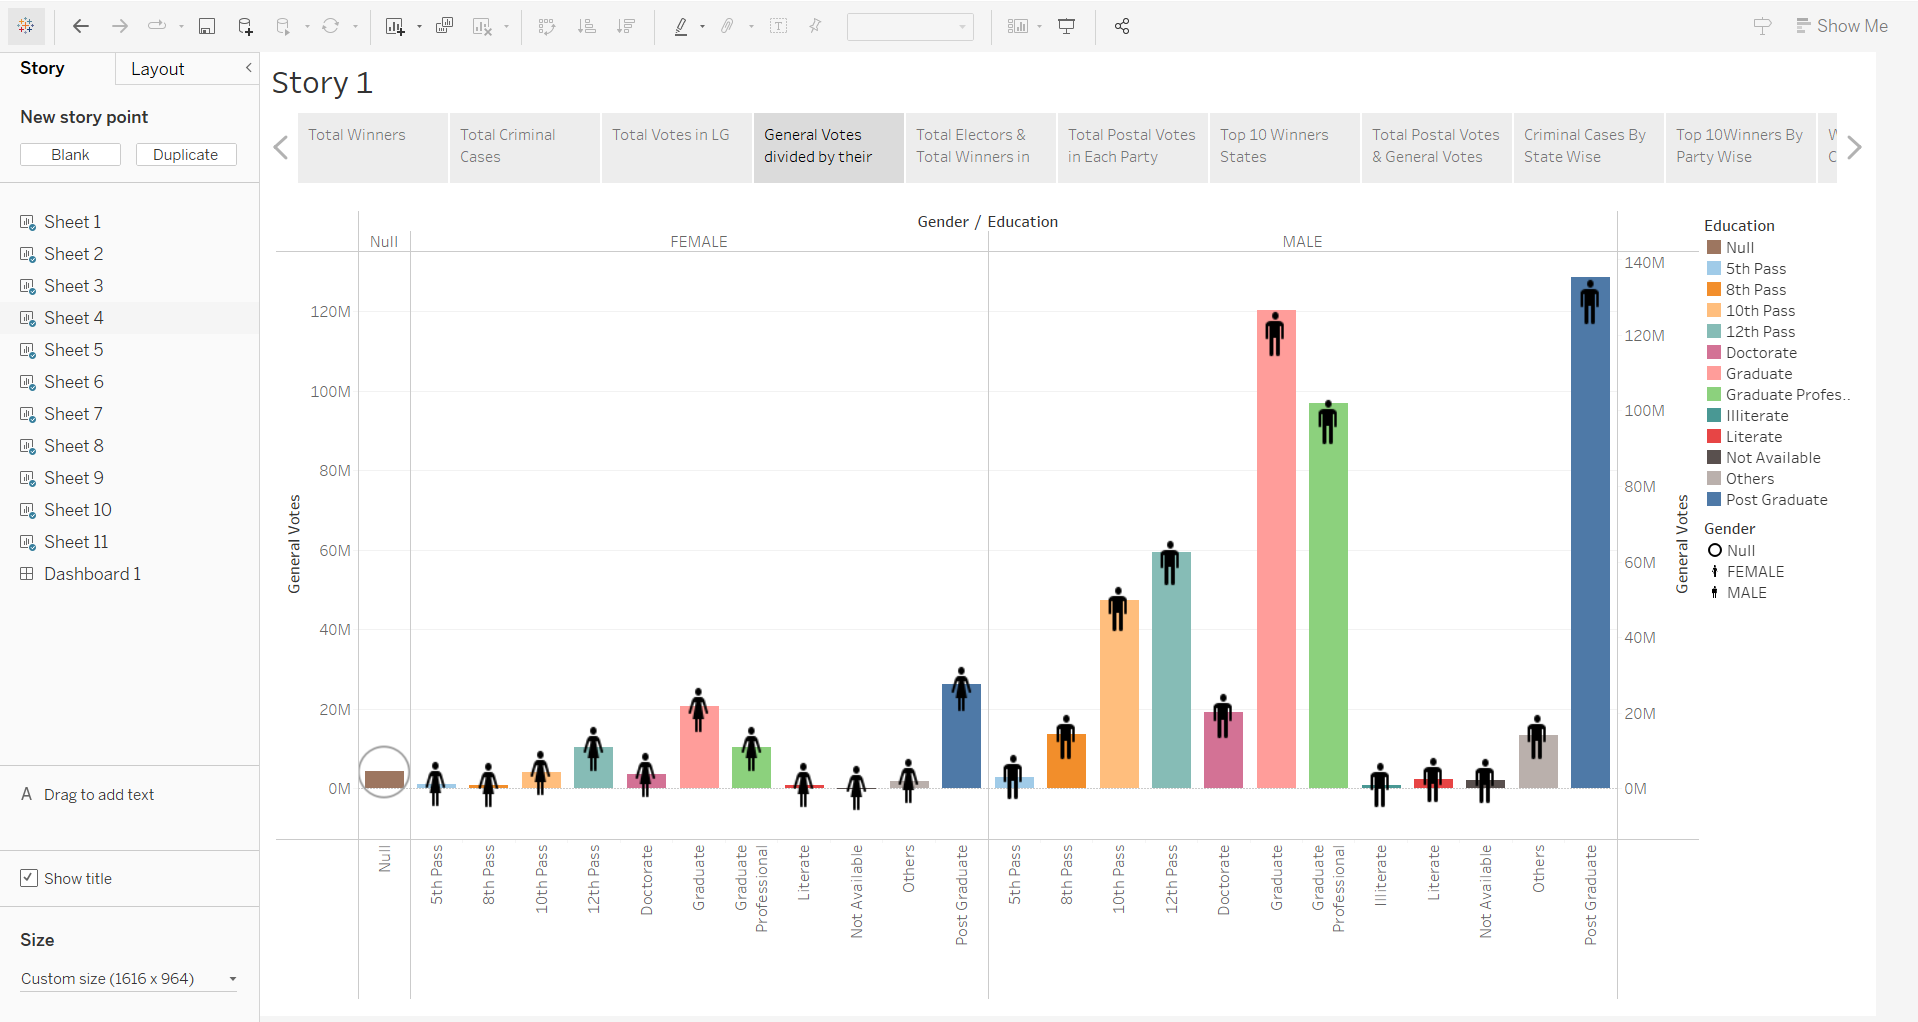 Show Me
Story
Layout
New story point
Blank
Duplicate
Sheet 1
Sheet 2
Sheet 3
Sheet 4
Sheet 5
Sheet 6
Sheet 7
Sheet 8
Sheet 9
Sheet 10
Sheet 11
Dashboard 1
A Drag to add text
Show title
Size
Custom size (1616 x 964)
Story 1
Total Winners
Total Criminal
Cases
Total Votes in LG
General Votes
divided by their
Total Electors &
Total Winners in
Total Postal Votes
in Each Party
Top 10 Winners
States
Total Postal Votes
& General Votes
Criminal Cases By
State Wise
Top 10Winners By
Party Wise
Gender / Education
Null
FEMALE
MALE
General Votes
120M
100M
80M
60M
40M
20M
0M
140M
120M
100M
80M
60M
40M
20M
0M
General Votes
Null
5th Pass
8th Pass
10th Pass
12th Pass
Doctorate
Graduate
Graduate
Professional
Literate
Not Available
Others
Post Graduate
5th Pass
8th Pass
10th Pass
12th Pass
Doctorate
Graduate
Graduate
Professional
Illiterate
Literate
Not Available
Others
Post Graduate
Education
Null
5th Pass
8th Pass
10th Pass
12th Pass
Doctorate
Graduate
Graduate Profes..
Illiterate
Literate
Not Available
Others
Post Graduate
Gender
Null
FEMALE
MALE